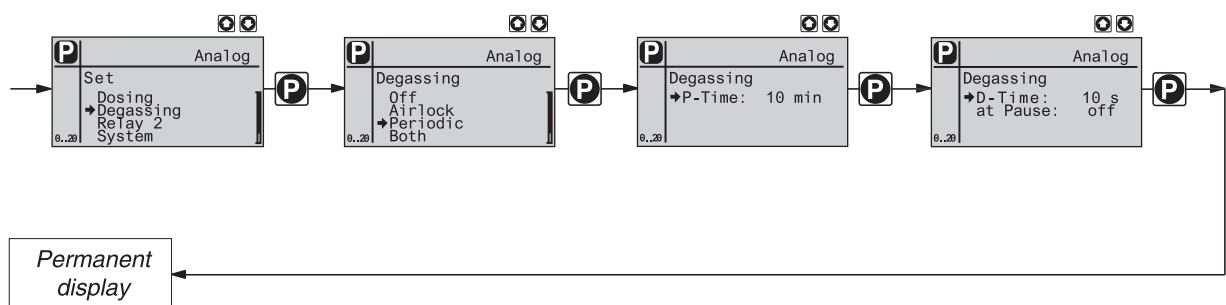 P Analog
Set
Dosing
➔Degassing
Relay 2
System
0..20
P
P Analog
Degassing
Off
Airlock
➔Periodic
Both
0..20
P
P Analog
Degassing
➔P-Time: 10 min
0..20
P
P Analog
Degassing
➔D-Time: 10 s
at Pause: off
0..20
P
Permanent
display